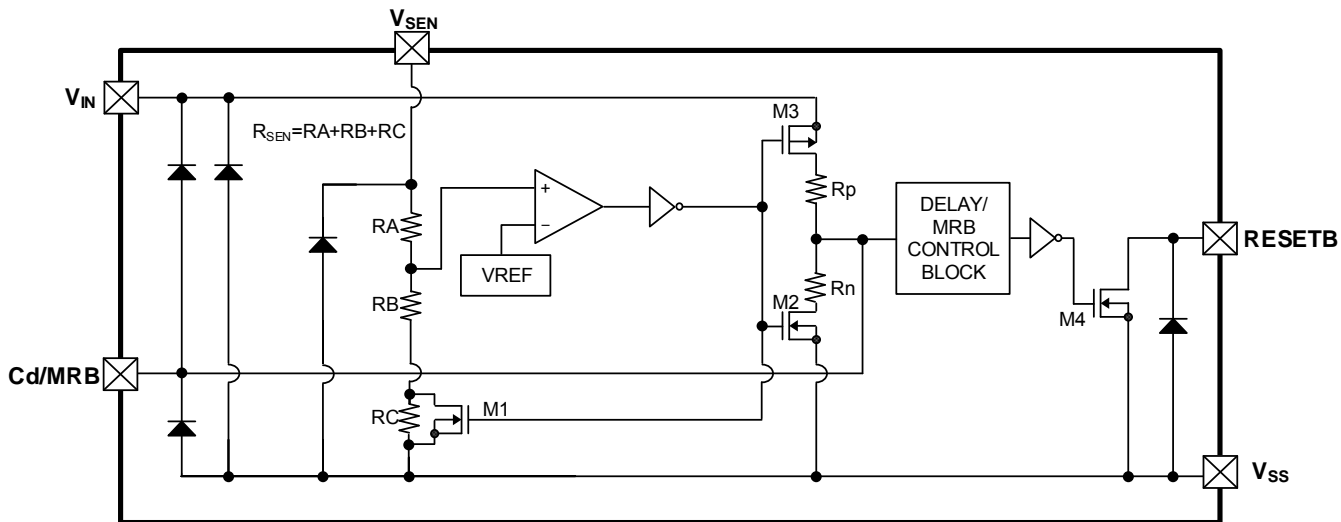 VSEN
VIN
M3
RSEN=RA+RB+RC
Rp
+
RA
−
DELAY/
MRB
CONTROL
BLOCK
RESETB
VREF
Rn
RB
M2
M4
Cd/MRB
RC
M1
VSS